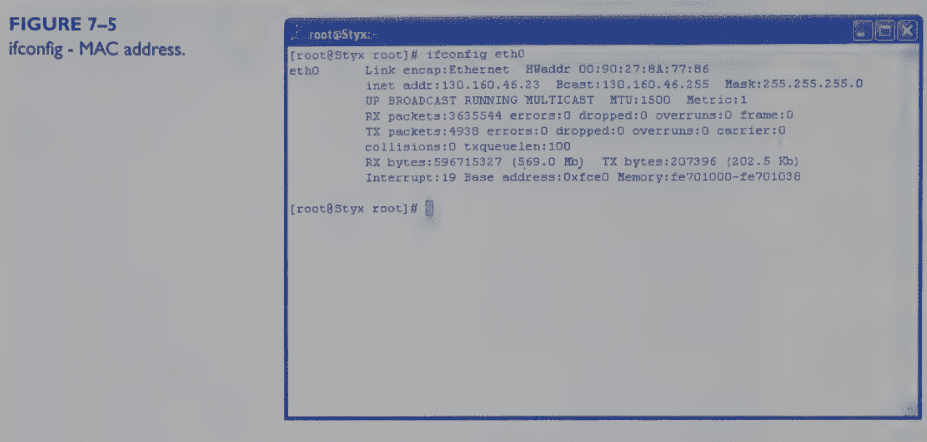 FIGURE 7–5
ifconfig - MAC address.
root@Styx:~
[root@Styx root]# ifconfig eth0
eth0 Link encap:Ethernet HWaddr 00:90:27:8A:77:86
inet addr:130.160.46.23 Bcast:130.160.46.255 Mask:255.255.255.0
UP BROADCAST RUNNING MULTICAST MTU:1500 Metric:1
RX packets:3635544 errors:0 dropped:0 overruns:0 frame:0
TX packets:4938 errors:0 dropped:0 overruns:0 carrier:0
collisions:0 txqueuelen:100
RX bytes:596715327 (569.0 Mb) TX bytes:207396 (202.5 Kb)
Interrupt:19 Base address:0xfce0 Memory:fe701000-fe701038
[root@Styx root]#